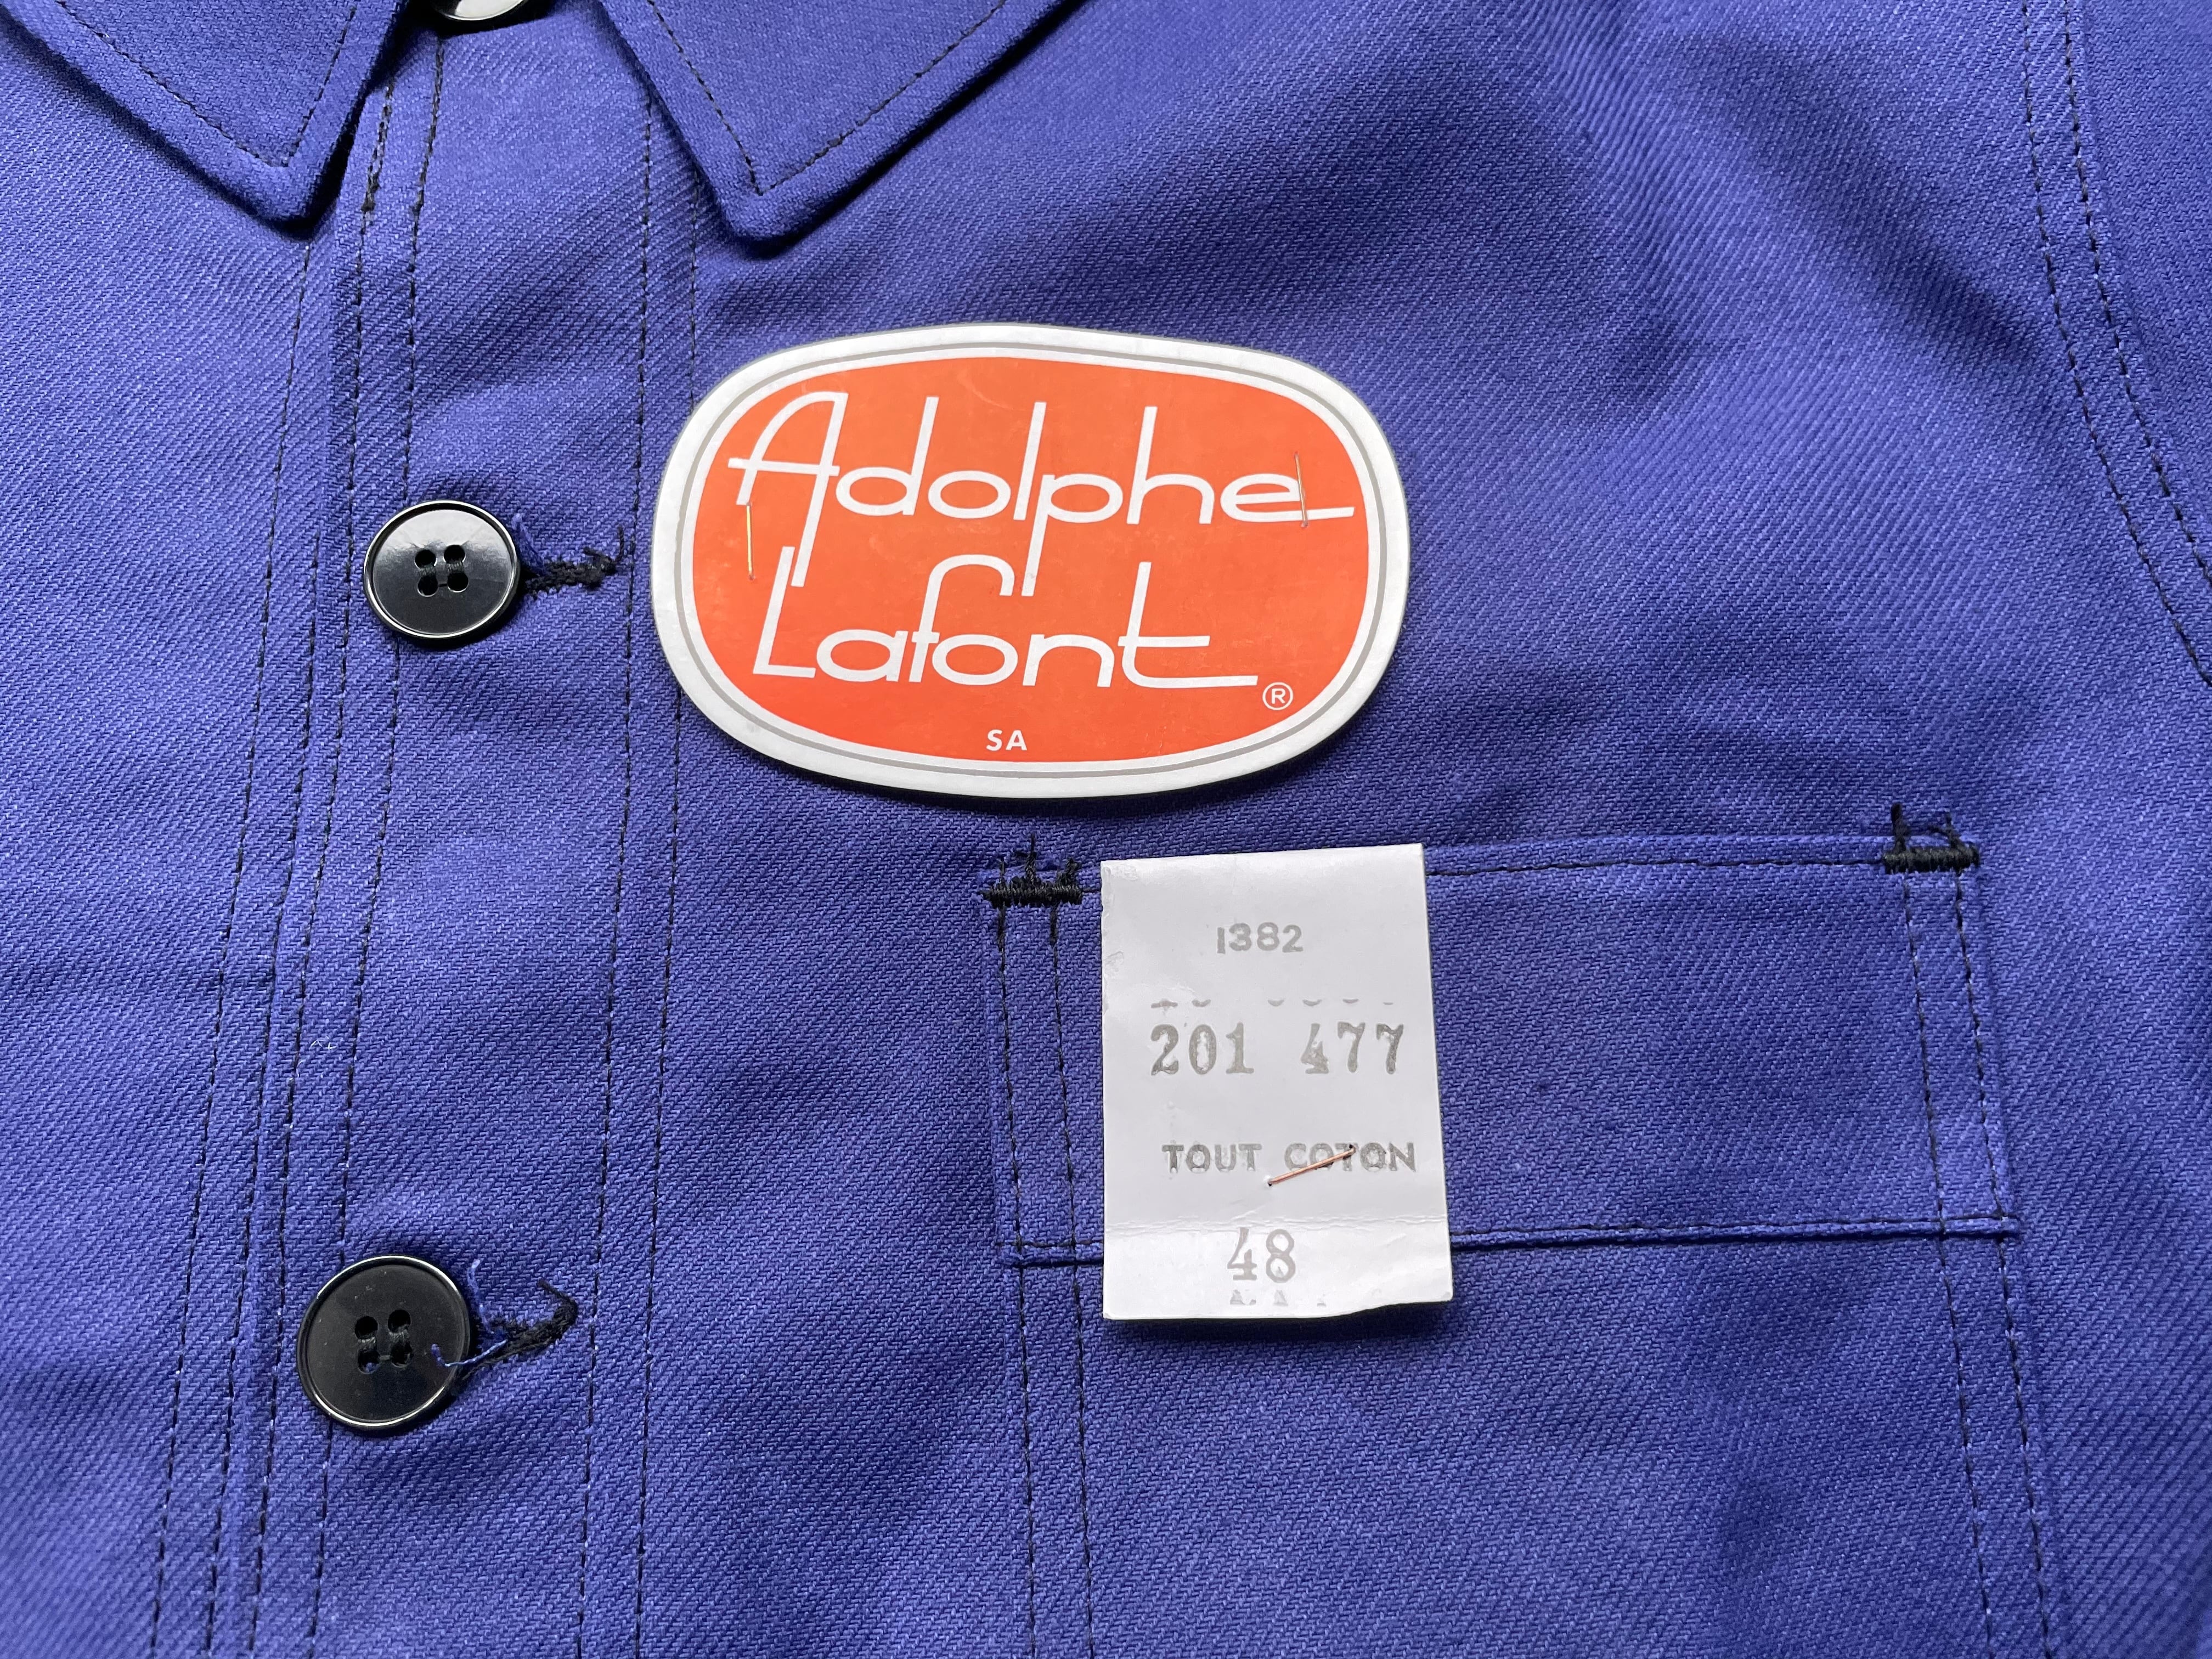 Adolphe
Lafont
®
SA
1382
201 477
TOUT COTON
48